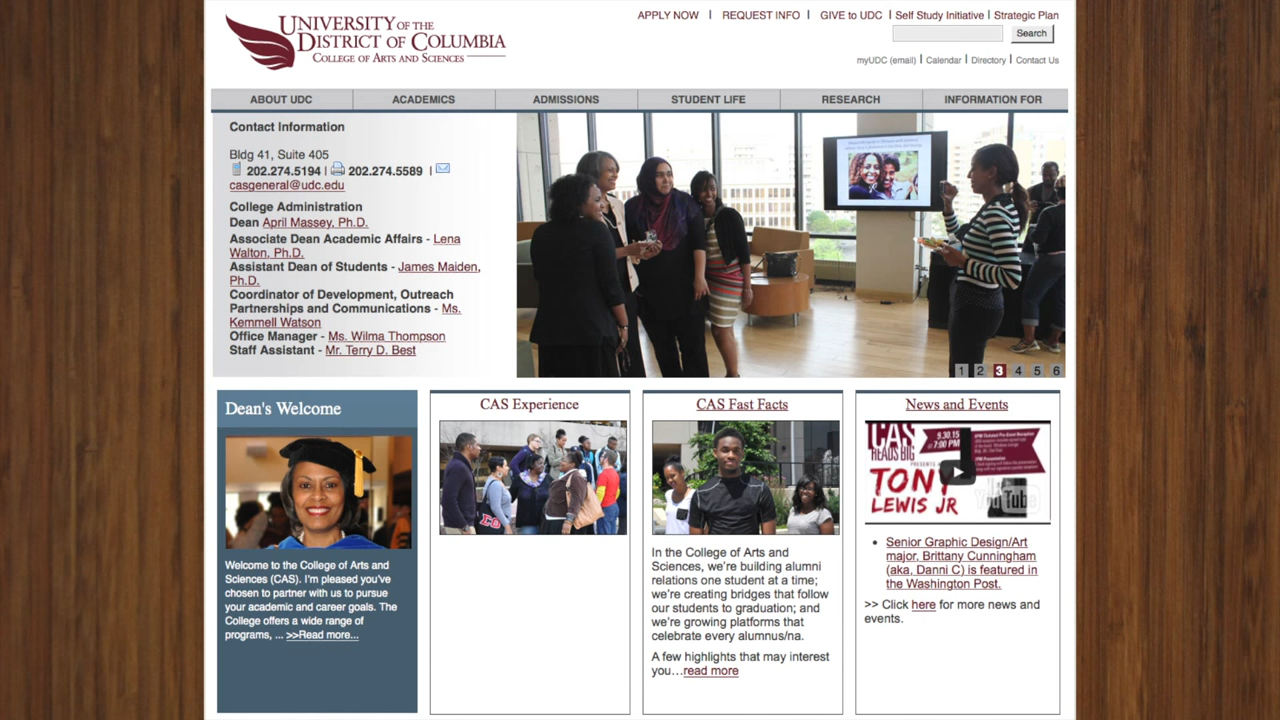 UNIVERSITY OF THE
DISTRICT OF COLUMBIA
COLLEGE OF ARTS AND SCIENCES
APPLY NOW | REQUEST INFO | GIVE to UDC | Self Study Initiative | Strategic Plan
Search
myUDC (email) | Calendar | Directory | Contact Us
ABOUT UDC ACADEMICS ADMISSIONS STUDENT LIFE RESEARCH INFORMATION FOR
Contact Information
Bldg 41, Suite 405
202.274.5194 | 202.274.5589 |
casgeneral@udc.edu
College Administration
Dean April Massey, Ph.D.
Associate Dean Academic Affairs - Lena
Walton, Ph.D.
Assistant Dean of Students - James Maiden,
Ph.D.
Coordinator of Development, Outreach
Partnerships and Communications - Ms.
Kemmell Watson
Office Manager - Ms. Wilma Thompson
Staff Assistant - Mr. Terry D. Best
1 2 3 4 5 6
Dean's Welcome
Welcome to the College of Arts and
Sciences (CAS). I'm pleased you've
chosen to partner with us to pursue
your academic and career goals. The
College offers a wide range of
programs, ... >>Read more...
CAS Experience
CAS Fast Facts
In the College of Arts and
Sciences, we're building alumni
relations one student at a time;
we're creating bridges that follow
our students to graduation; and
we're growing platforms that
celebrate every alumnus/na.
A few highlights that may interest
you…read more
News and Events
CAS
READS BIG
9.30.15
@ 7:00 PM
TONY
LEWIS JR
YouTube
• Senior Graphic Design/Art
major, Brittany Cunningham
(aka, Danni C) is featured in
the Washington Post.
>> Click here for more news and
events.